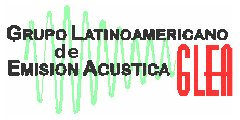 GRUPO LATINOAMERICANO
de
EMISION ACUSTICA
GLEA